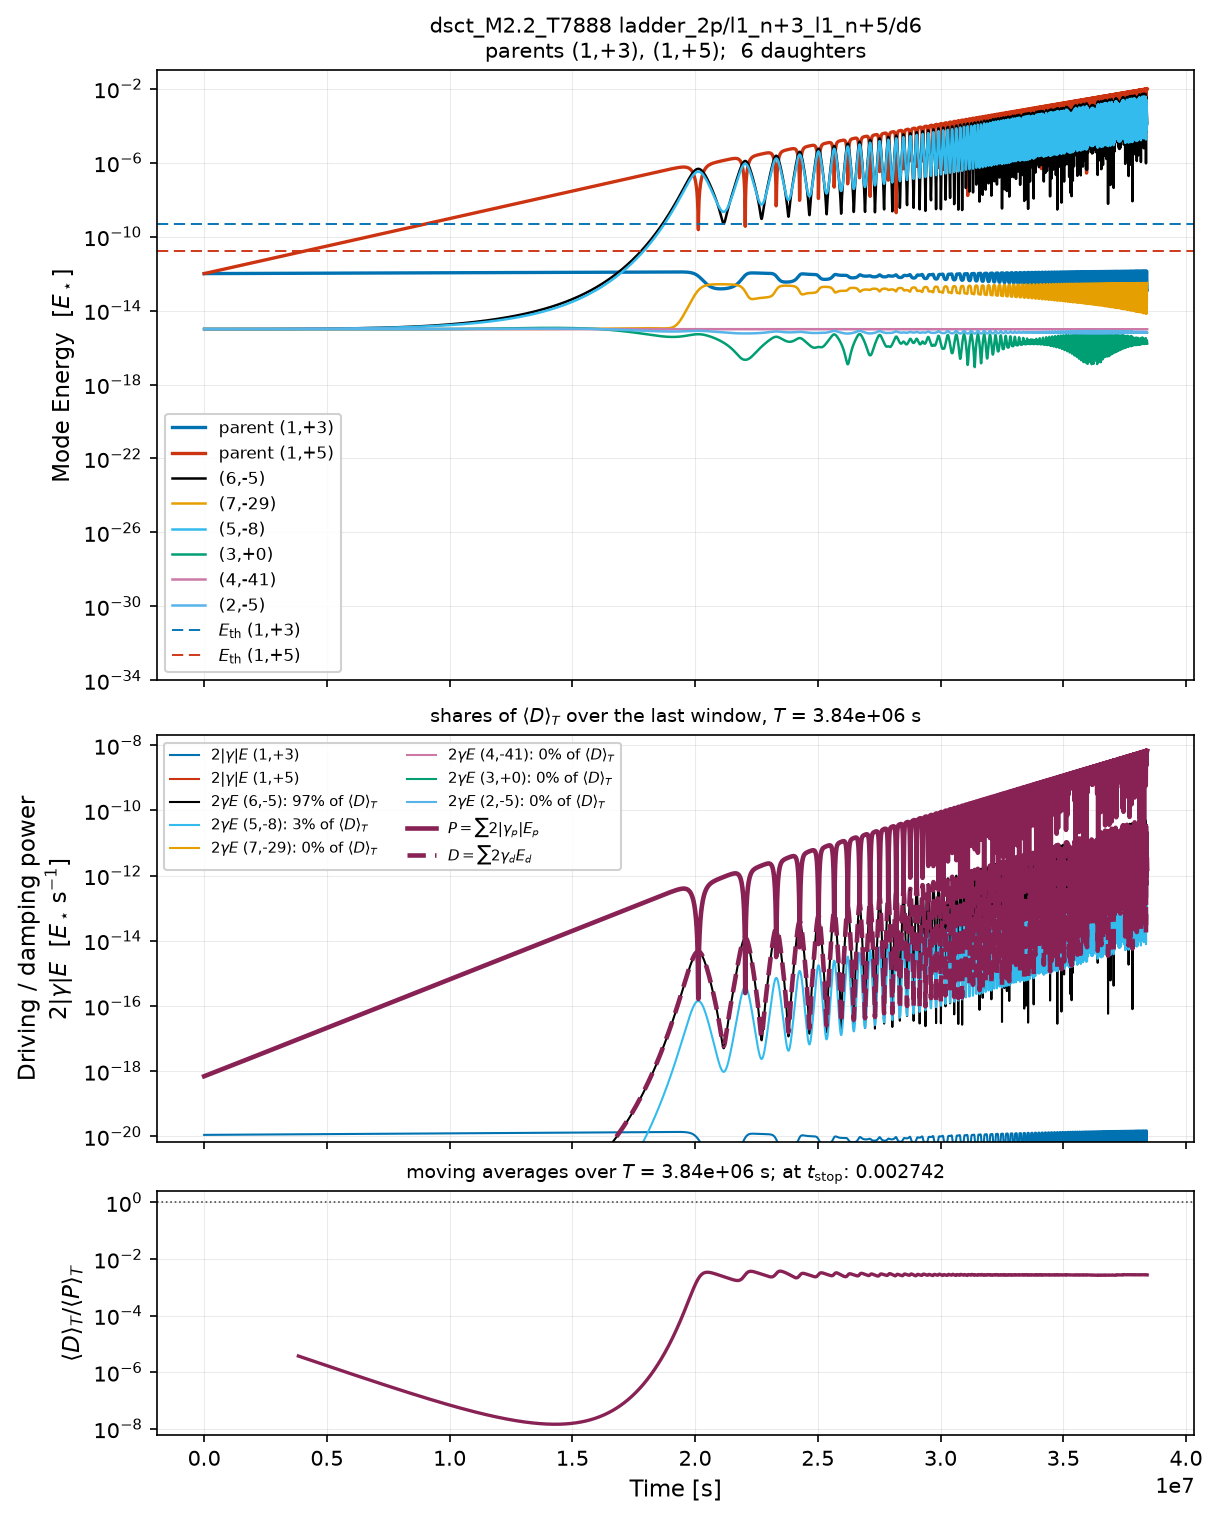 dsct_M2.2_T7888 ladder_2p/l1_n+3_l1_n+5/d6
parents (1,+3), (1,+5);  6 daughters
Mode Energy  [E⋆]
10⁻²
10⁻⁶
10⁻¹⁰
10⁻¹⁴
10⁻¹⁸
10⁻²²
10⁻²⁶
10⁻³⁰
10⁻³⁴
parent (1,+3)
parent (1,+5)
(6,-5)
(7,-29)
(5,-8)
(3,+0)
(4,-41)
(2,-5)
E_th (1,+3)
E_th (1,+5)
shares of ⟨D⟩_T over the last window, T = 3.84e+06 s
Driving / damping power
2|γ|E  [E⋆ s⁻¹]
10⁻⁸
10⁻¹⁰
10⁻¹²
10⁻¹⁴
10⁻¹⁶
10⁻¹⁸
10⁻²⁰
2|γ|E (1,+3)
2|γ|E (1,+5)
2γE (6,-5): 97% of ⟨D⟩_T
2γE (5,-8): 3% of ⟨D⟩_T
2γE (7,-29): 0% of ⟨D⟩_T
2γE (4,-41): 0% of ⟨D⟩_T
2γE (3,+0): 0% of ⟨D⟩_T
2γE (2,-5): 0% of ⟨D⟩_T
P = ∑2|γ_p|E_p
D = ∑2γ_dE_d
moving averages over T = 3.84e+06 s; at t_stop: 0.002742
⟨D⟩_T/⟨P⟩_T
10⁰
10⁻²
10⁻⁴
10⁻⁶
10⁻⁸
0.0 0.5 1.0 1.5 2.0 2.5 3.0 3.5 4.0
1e7
Time [s]